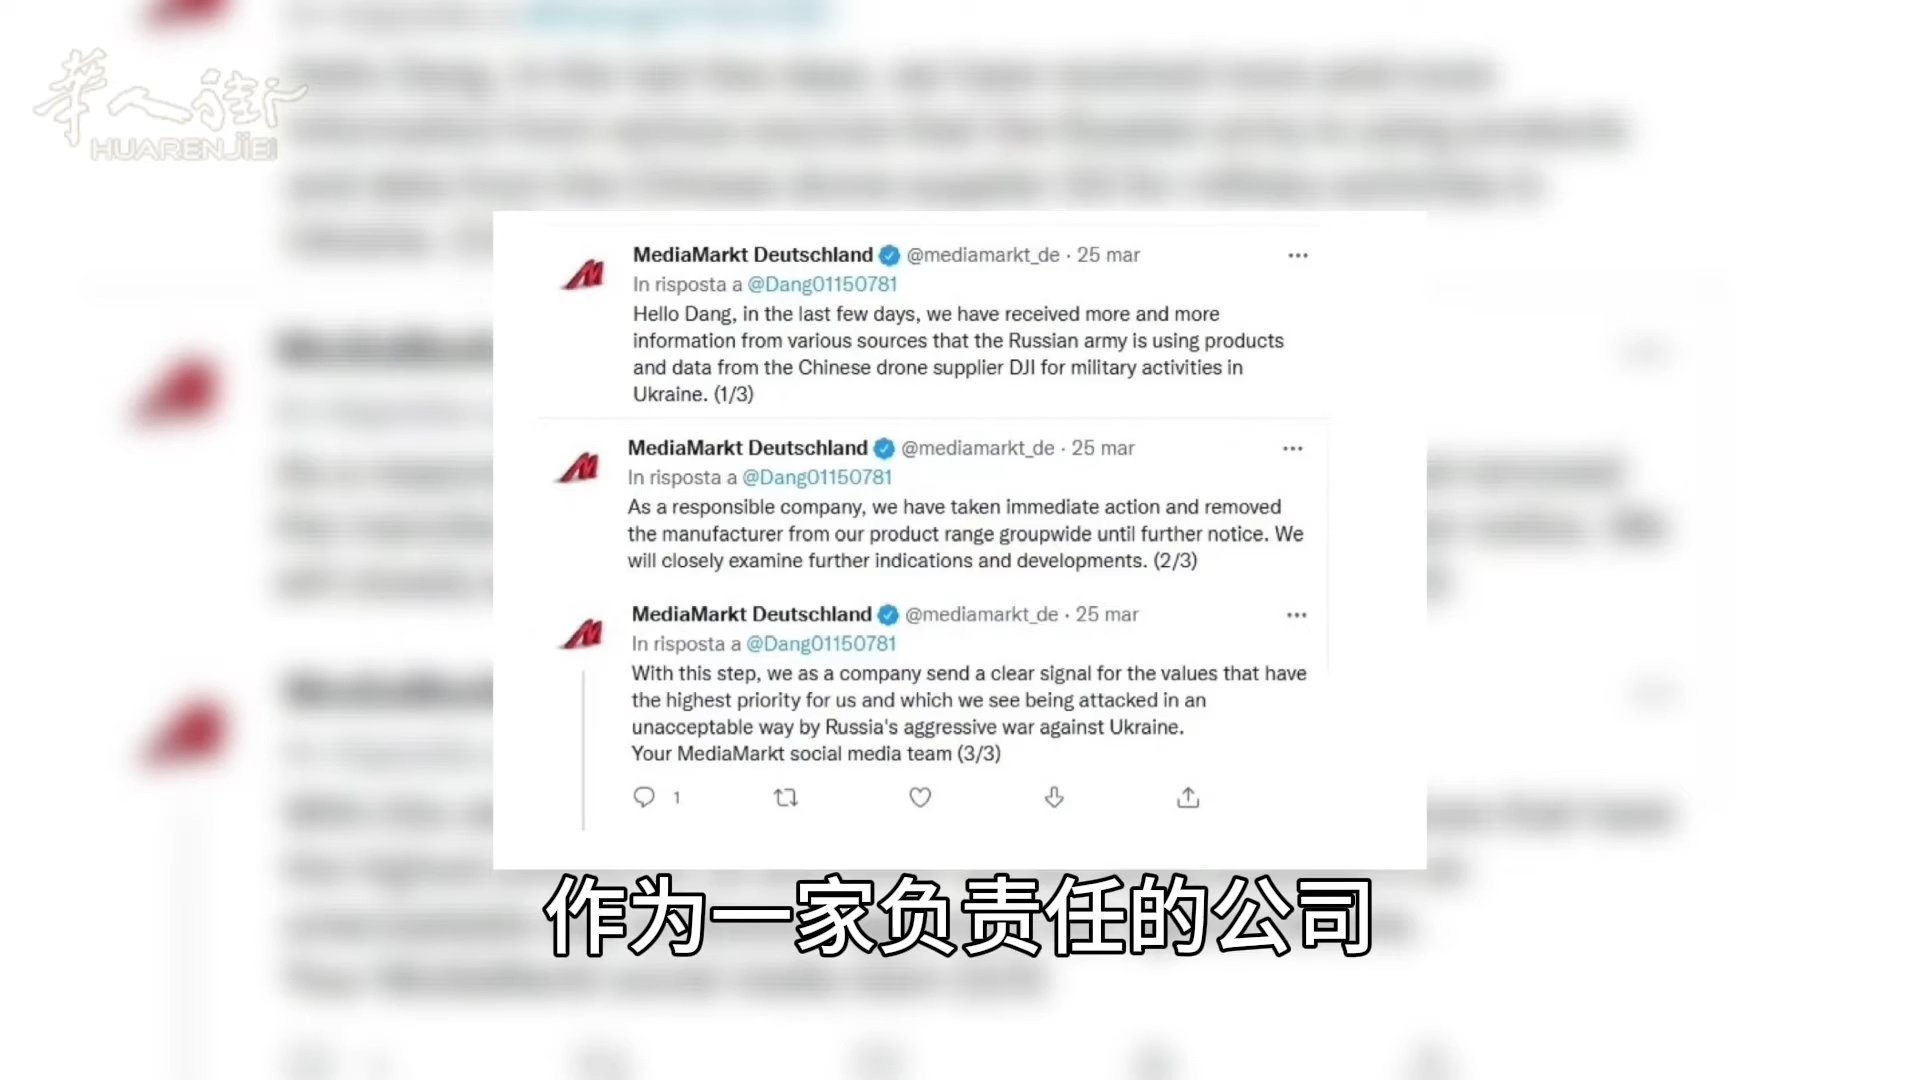 華人街
HUARENJIE
MediaMarkt Deutschland @mediamarkt_de · 25 mar
In risposta a @Dang01150781
Hello Dang, in the last few days, we have received more and more
information from various sources that the Russian army is using products
and data from the Chinese drone supplier DJI for military activities in
Ukraine. (1/3)
MediaMarkt Deutschland @mediamarkt_de · 25 mar
In risposta a @Dang01150781
As a responsible company, we have taken immediate action and removed
the manufacturer from our product range groupwide until further notice. We
will closely examine further indications and developments. (2/3)
MediaMarkt Deutschland @mediamarkt_de · 25 mar
In risposta a @Dang01150781
With this step, we as a company send a clear signal for the values that have
the highest priority for us and which we see being attacked in an
unacceptable way by Russia's aggressive war against Ukraine.
Your MediaMarkt social media team (3/3)
1
作为一家负责任的公司